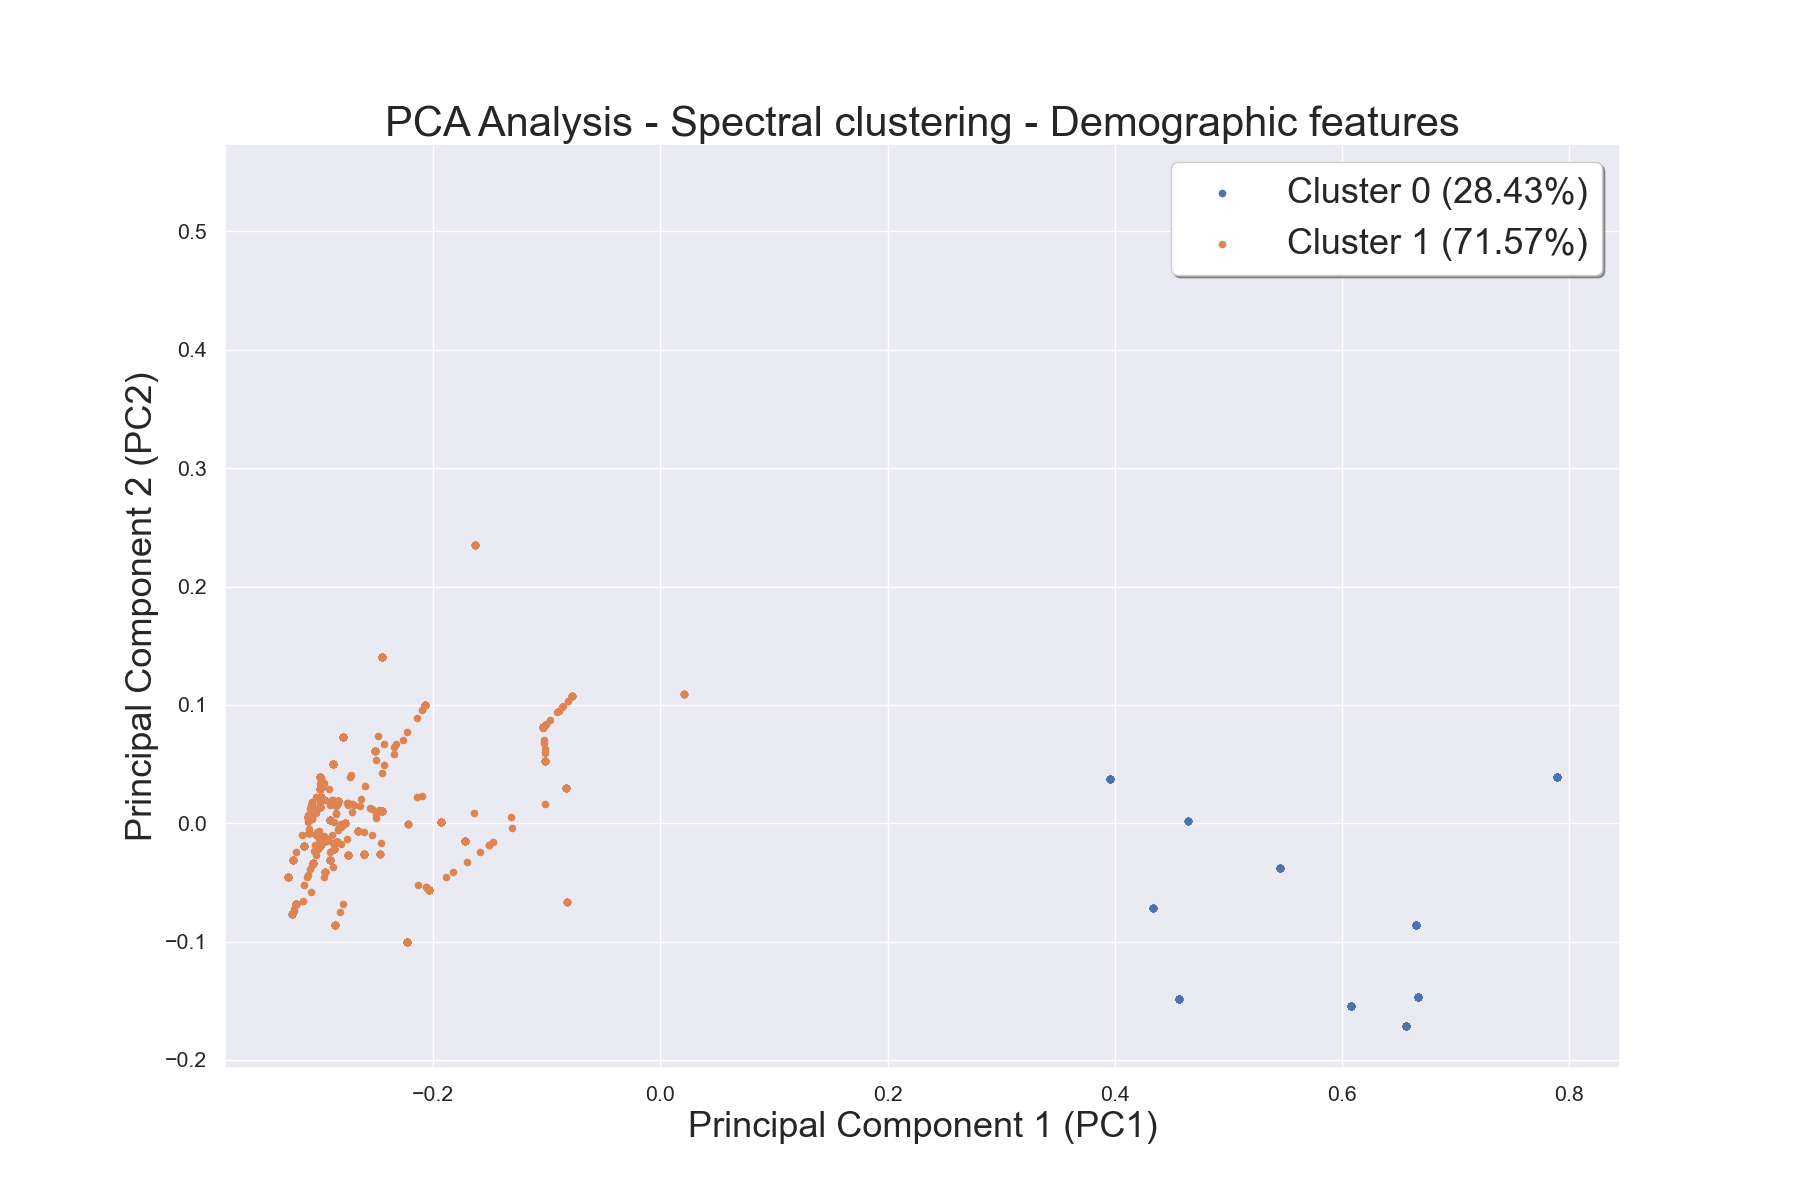 PCA Analysis - Spectral clustering - Demographic features
Cluster 0 (28.43%)
Cluster 1 (71.57%)
Principal Component 2 (PC2)
0.5
0.4
0.3
0.2
0.1
0.0
−0.1
−0.2
−0.2 0.0 0.2 0.4 0.6 0.8
Principal Component 1 (PC1)